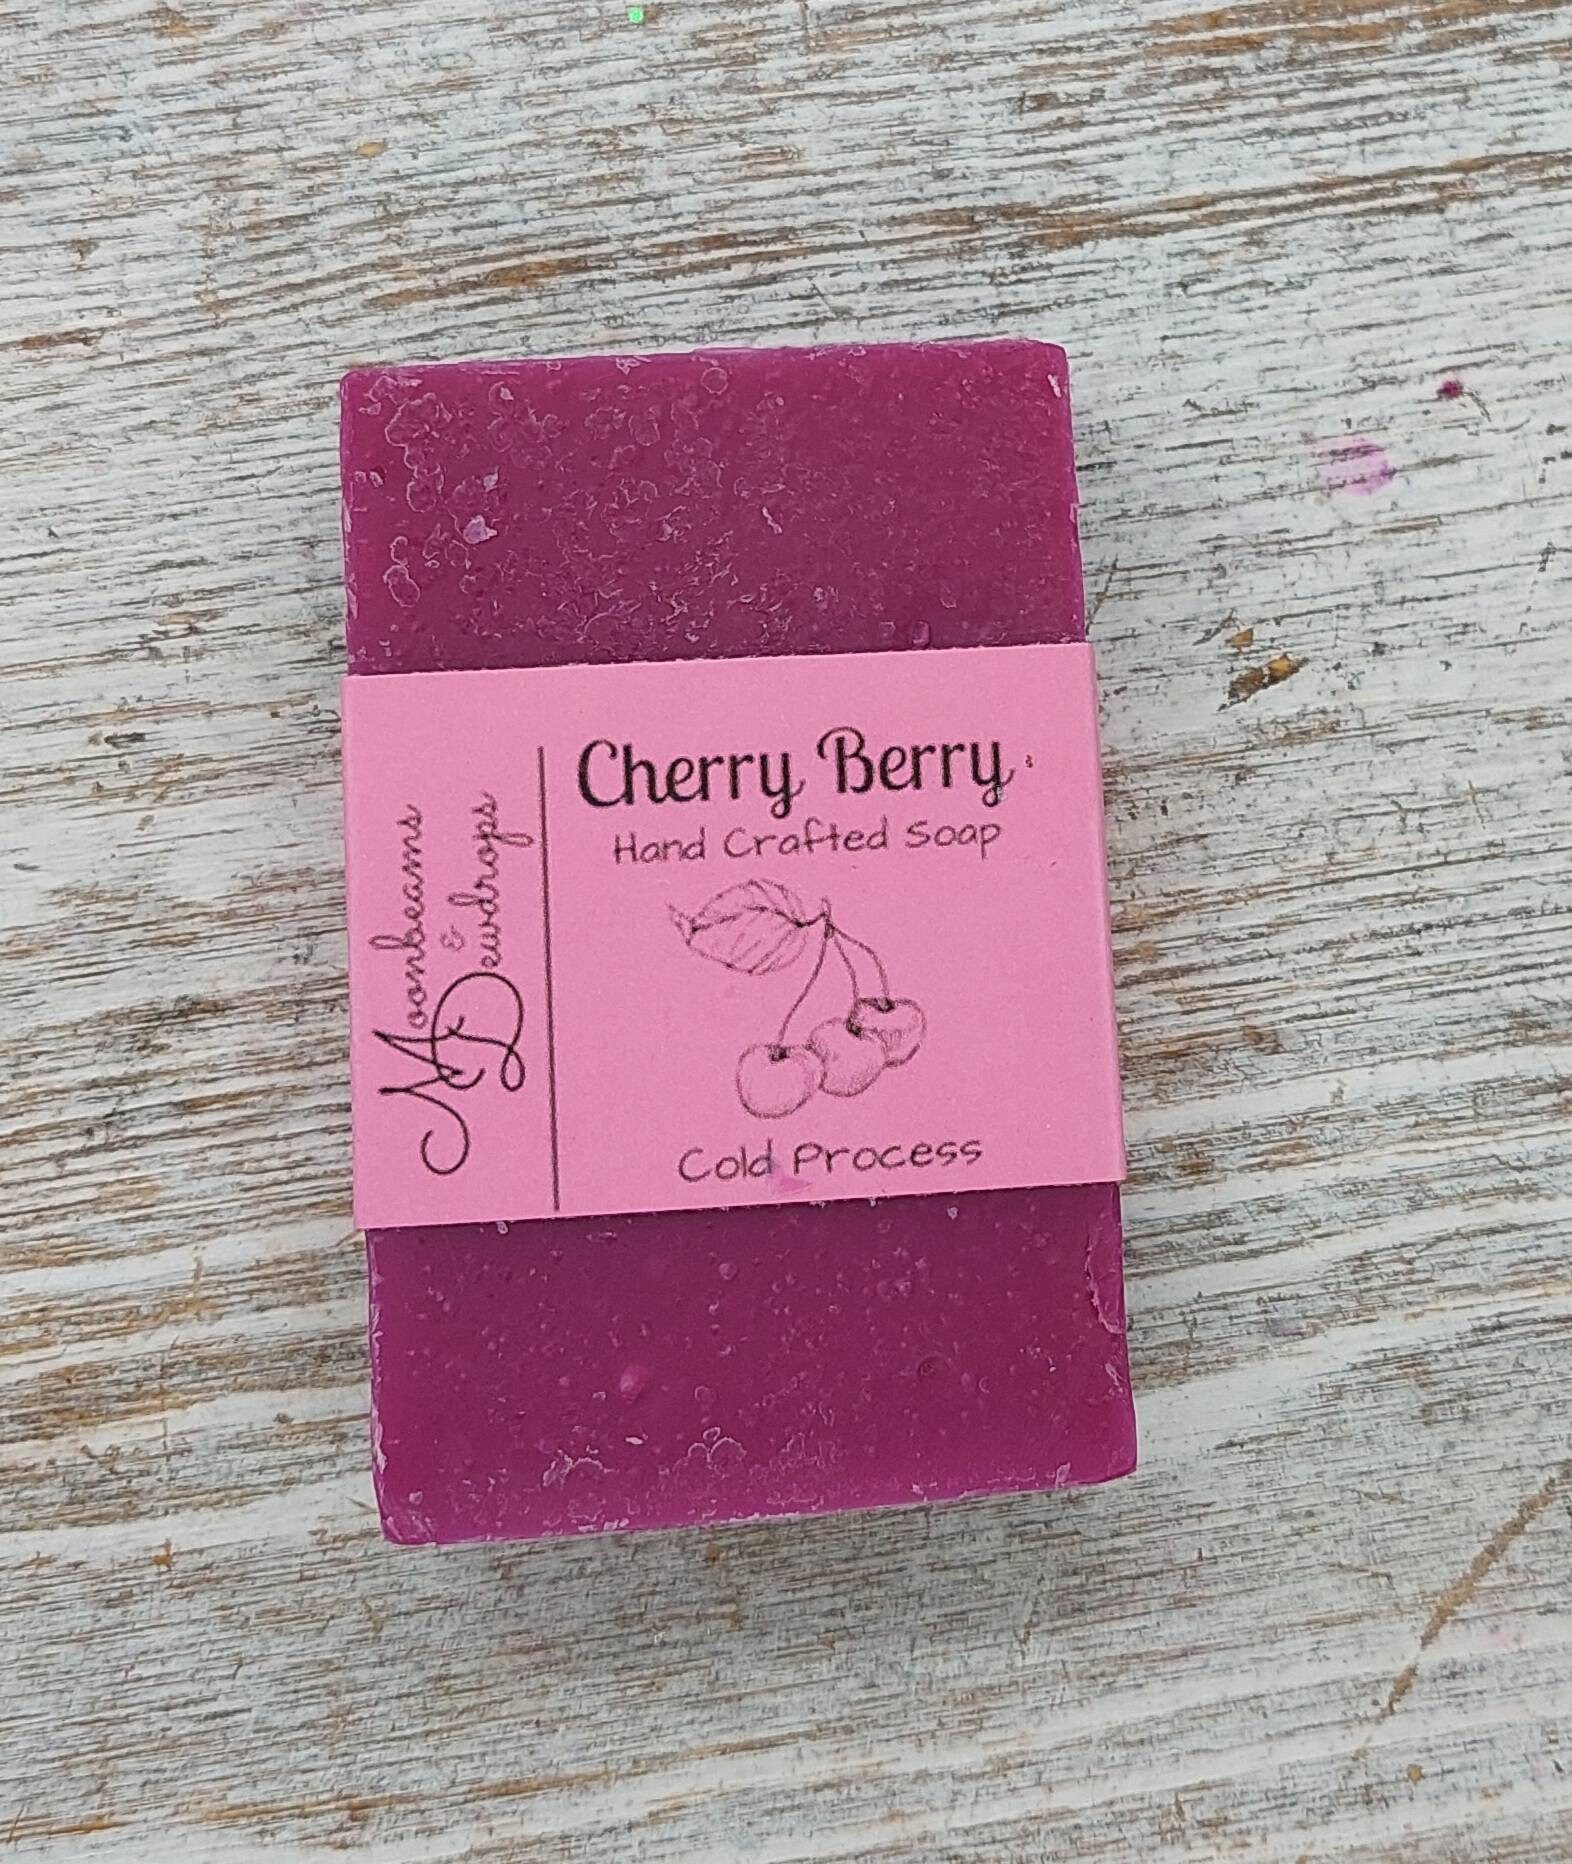 Moonbeams
&
Dewdrops
Cherry Berry
Hand Crafted Soap
Cold Process